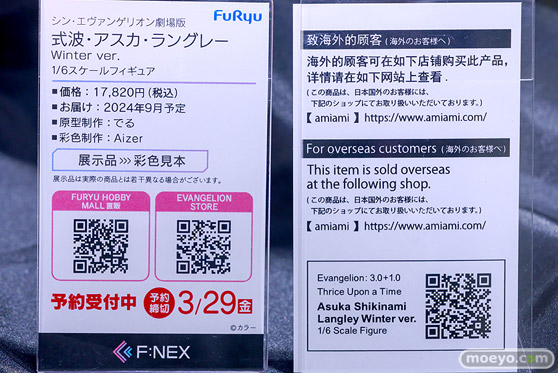 FuRyu
シン・エヴァンゲリオン劇場版
式波・アスカ・ラングレー
Winter ver.
1/6スケールフィギュア
■価格：17,820円(税込)
■お届け：2024年9月予定
■原型制作：でる
■彩色制作：Aizer
展示品>>>彩色見本
展示品は実際の商品とは若干異なる場合がございます。
FURYU HOBBY
MALL 直販
EVANGELION
STORE
予約受付中 予約締切 3/29金
©カラー
F:NEX
致海外的顾客 (海外のお客様へ)
海外的顾客可在如下店铺购买此产品,
详情请在如下网站上查看.
(この商品は、日本国外のお客様には、
下記のショップにてお取り扱いいただいております。)
【 amiami 】https://www.amiami.com/
For overseas customers (海外のお客様へ)
This item is sold overseas
at the following shop.
(この商品は、日本国外のお客様には、
下記のショップにてお取り扱いいただいております。)
【 amiami 】https://www.amiami.com/
Evangelion: 3.0+1.0
Thrice Upon a Time
Asuka Shikinami
Langley Winter ver.
1/6 Scale Figure
moeyo.com